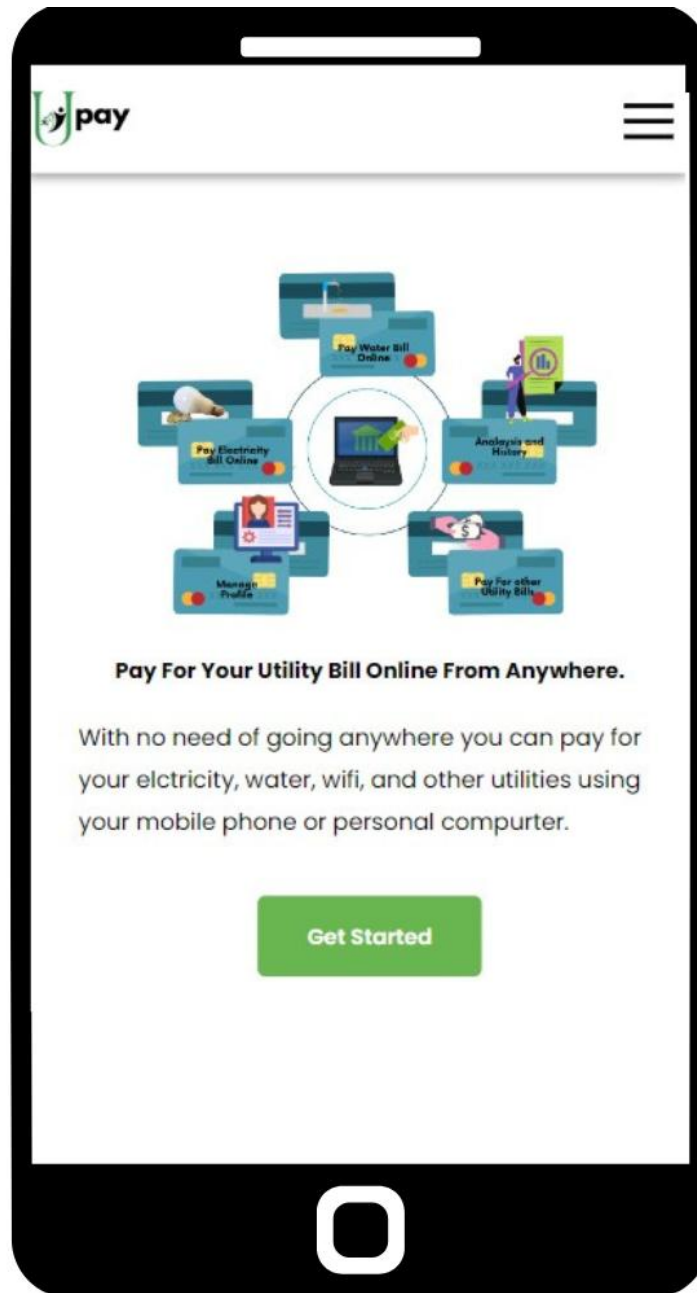 U pay
Pay Water Bill
Online
Pay Electricity
Bill Online
Analaysis and
History
Manage
Profile
Pay For other
Utility Bills
$
Pay For Your Utility Bill Online From Anywhere.
With no need of going anywhere you can pay for
your elctricity, water, wifi, and other utilities using
your mobile phone or personal compurter.
Get Started